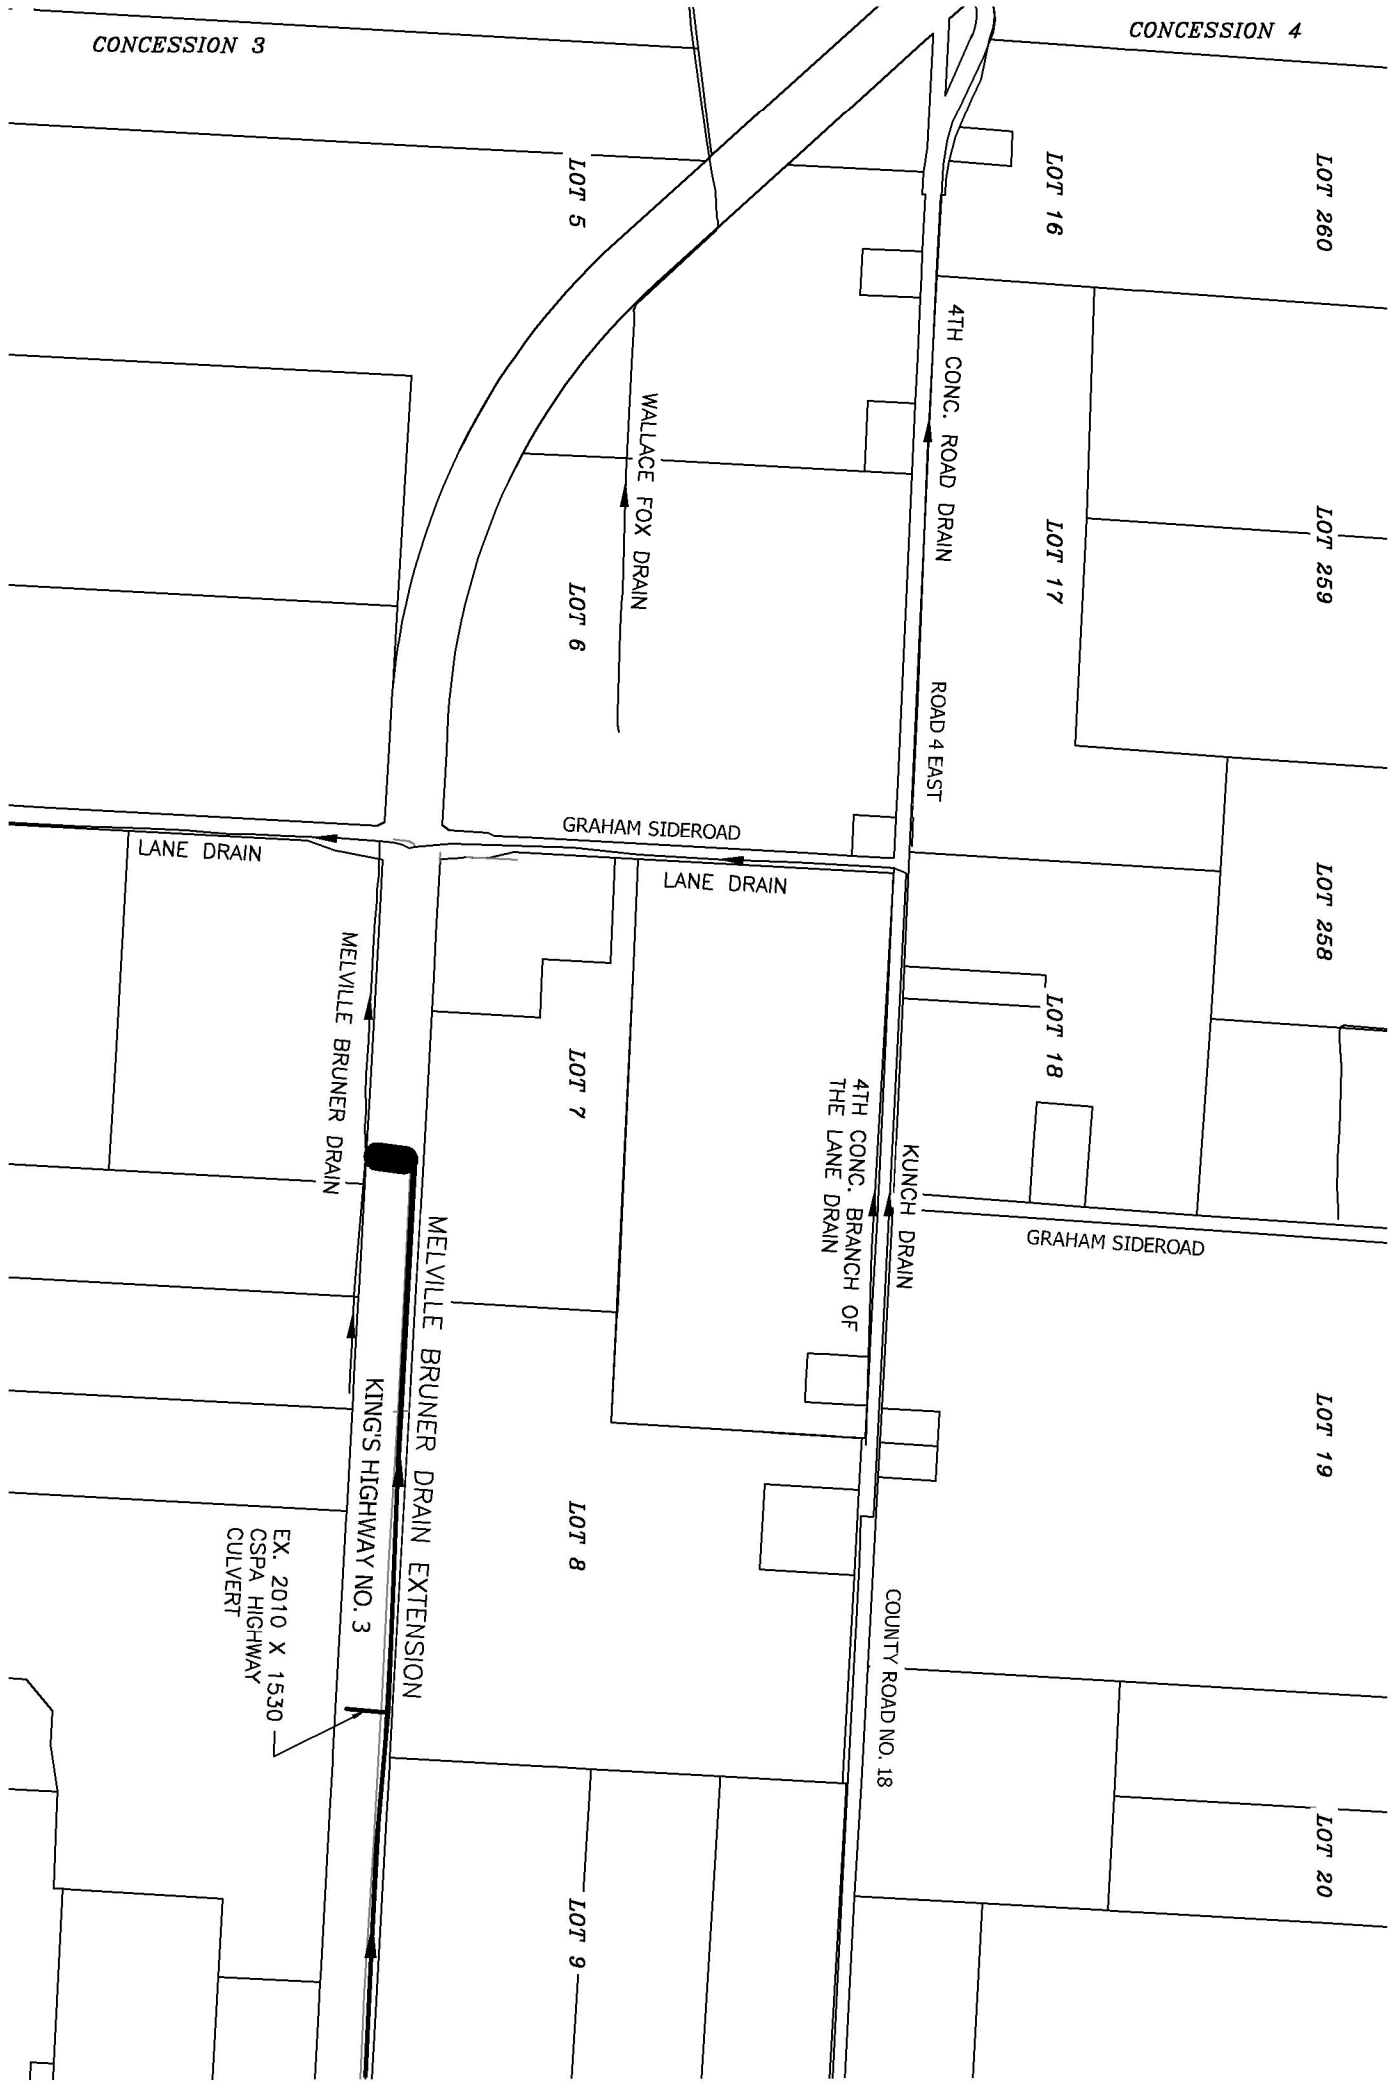 CONCESSION 3
CONCESSION 4
LOT 5
LOT 16
LOT 260
4TH CONC. ROAD DRAIN
WALLACE FOX DRAIN
LOT 6
LOT 17
LOT 259
ROAD 4 EAST
GRAHAM SIDEROAD
LANE DRAIN
LANE DRAIN
LOT 258
MELVILLE BRUNER DRAIN
LOT 7
LOT 18
4TH CONC. BRANCH OF
THE LANE DRAIN
KUNCH DRAIN
GRAHAM SIDEROAD
MELVILLE BRUNER DRAIN EXTENSION
KING'S HIGHWAY NO. 3
LOT 19
LOT 8
EX. 2010 X 1530
CSPA HIGHWAY
CULVERT
COUNTY ROAD NO. 18
LOT 20
LOT 9